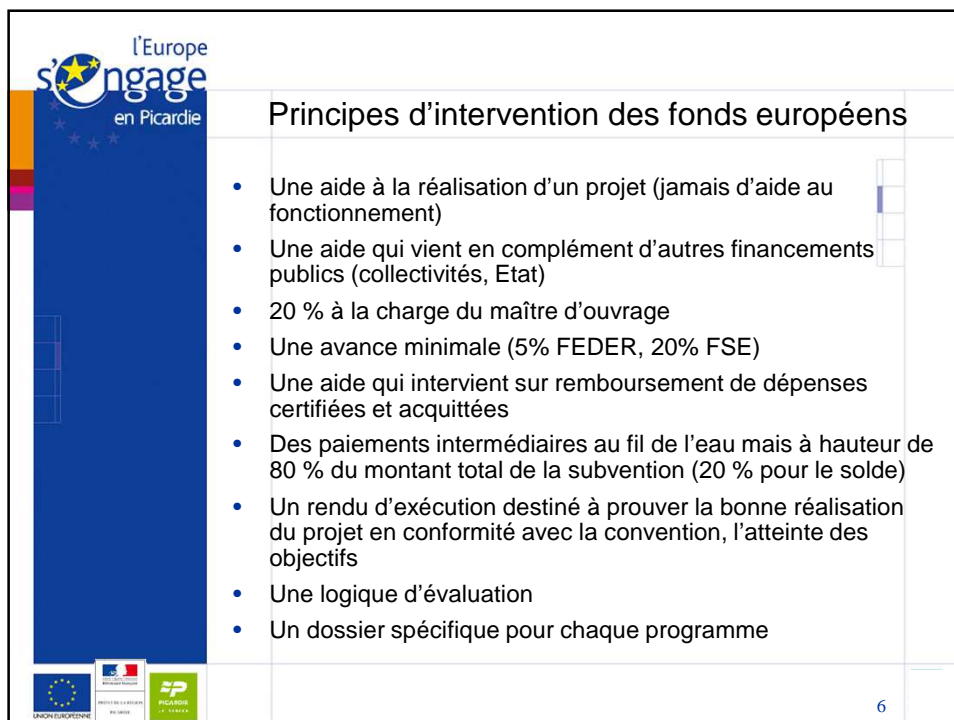 l'Europe
s'engage
en Picardie
Principes d'intervention des fonds européens
• Une aide à la réalisation d'un projet (jamais d'aide au
fonctionnement)
• Une aide qui vient en complément d'autres financements
publics (collectivités, Etat)
• 20 % à la charge du maître d'ouvrage
• Une avance minimale (5% FEDER, 20% FSE)
• Une aide qui intervient sur remboursement de dépenses
certifiées et acquittées
• Des paiements intermédiaires au fil de l'eau mais à hauteur de
80 % du montant total de la subvention (20 % pour le solde)
• Un rendu d'exécution destiné à prouver la bonne réalisation
du projet en conformité avec la convention, l'atteinte des
objectifs
• Une logique d'évaluation
• Un dossier spécifique pour chaque programme
UNION EUROPÉENNE
PICARDIE
PICARDIE
6